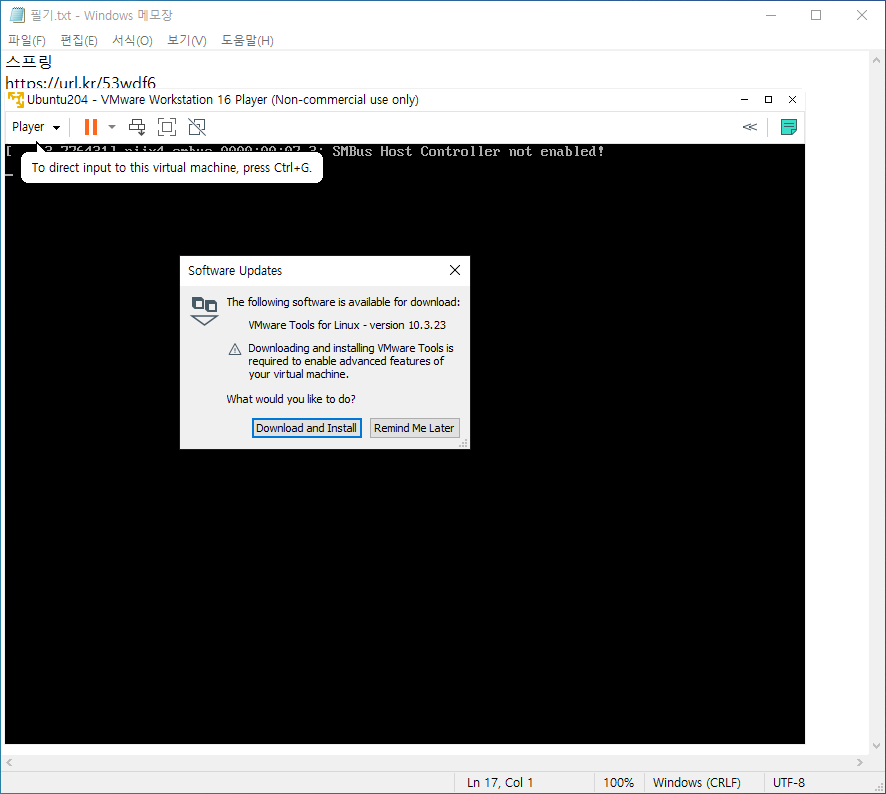 필기.txt - Windows 메모장
파일(F) 편집(E) 서식(O) 보기(V) 도움말(H)
스프링
https://url.kr/53wdf6
Ubuntu204 - VMware Workstation 16 Player (Non-commercial use only)
Player
SMBus Host Controller not enabled!
To direct input to this virtual machine, press Ctrl+G.
Software Updates
The following software is available for download:
VMware Tools for Linux - version 10.3.23
Downloading and installing VMware Tools is
required to enable advanced features of
your virtual machine.
What would you like to do?
Download and Install Remind Me Later
Ln 17, Col 1 100% Windows (CRLF) UTF-8